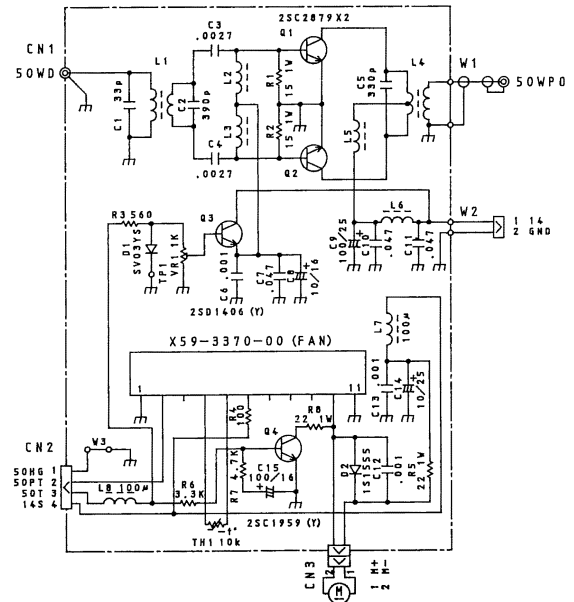 2SC2879X2
CN1
50WD
C1
33P
L1
C2
390P
C3
.0027
C4
.0027
L2
L3
Q1
R1
15 1W
R2
15 1W
Q2
C5
330P
L4
L5
W1
50WPO
R3 560
D1
SV03YS
TP1
VR1 1K
Q3
C6
.001
C7
.047
C8
10/16
+
2SD1406 (Y)
C9
100/25
+
C10
.047
L6
C11
.047
W2
1 14
2 GND
X59-3370-00 (FAN)
1
11
L7
100μ
C13
.001
C14
10/25
+
R4
100
R8
22 1W
Q4
CN2
W3
50HG 1
50PT 2
50T 3
14S 4
L8 100μ
R6
3.3K
R7 4.7K
C15
100/16
+
2SC1959 (Y)
-t°
TH1 10k
D2
1S1555
C12
.001
R5
22 1W
CN3
2 1
M
1 M+
2 M-